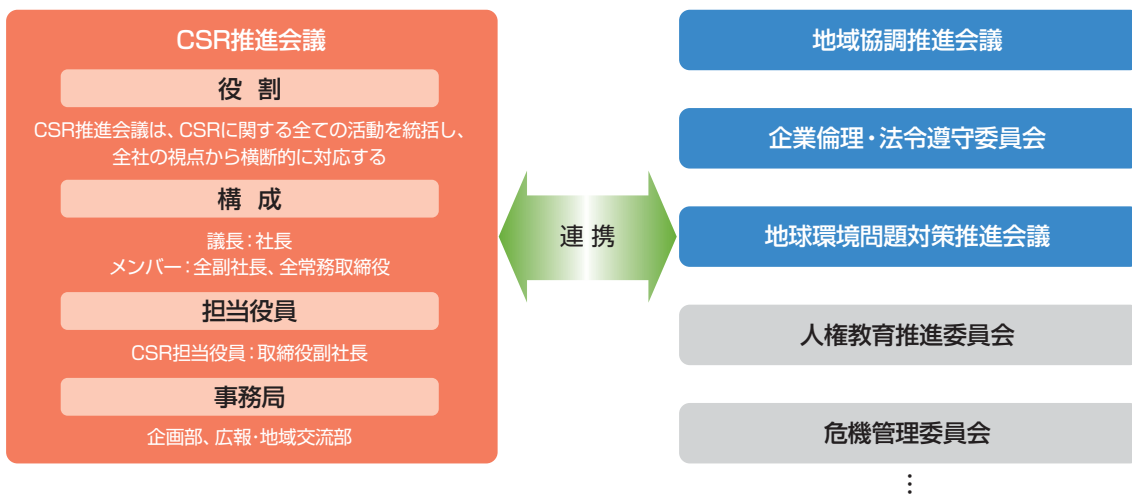 CSR推進会議
役 割
CSR推進会議は、CSRに関する全ての活動を統括し、
全社の視点から横断的に対応する
構 成
議長：社長
メンバー：全副社長、全常務取締役
担当役員
CSR担当役員：取締役副社長
事務局
企画部、広報・地域交流部
連 携
地域協調推進会議
企業倫理・法令遵守委員会
地球環境問題対策推進会議
人権教育推進委員会
危機管理委員会
⋮